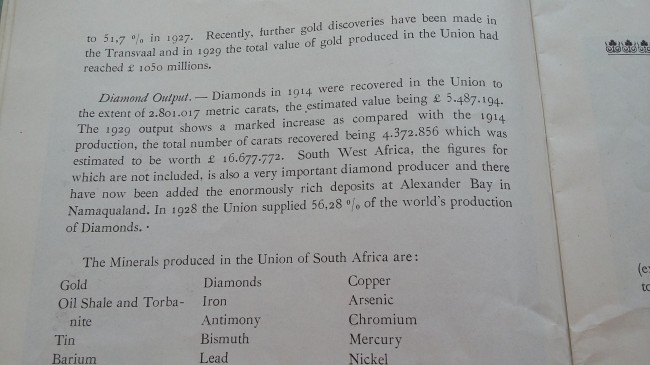 to 51,7 % in 1927. Recently, further gold discoveries have been made in
the Transvaal and in 1929 the total value of gold produced in the Union had
reached £ 1050 millions.
Diamond Output. — Diamonds in 1914 were recovered in the Union to
the extent of 2.801.017 metric carats, the estimated value being £ 5.487.194.
The 1929 output shows a marked increase as compared with the 1914
production, the total number of carats recovered being 4.372.856 which was
estimated to be worth £ 16.677.772. South West Africa, the figures for
which are not included, is also a very important diamond producer and there
have now been added the enormously rich deposits at Alexander Bay in
Namaqualand. In 1928 the Union supplied 56,28 % of the world's production
of Diamonds.
The Minerals produced in the Union of South Africa are:
Gold Diamonds Copper
Oil Shale and Torba- Iron Arsenic
nite Antimony Chromium
Tin Bismuth Mercury
Barium Lead Nickel